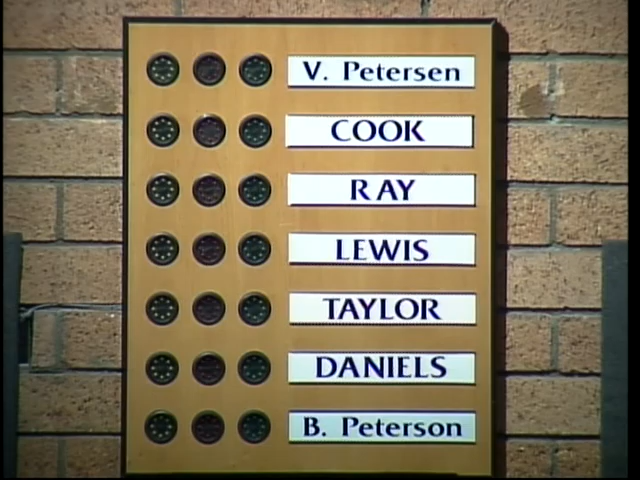 V. Petersen
COOK
RAY
LEWIS
TAYLOR
DANIELS
B. Peterson